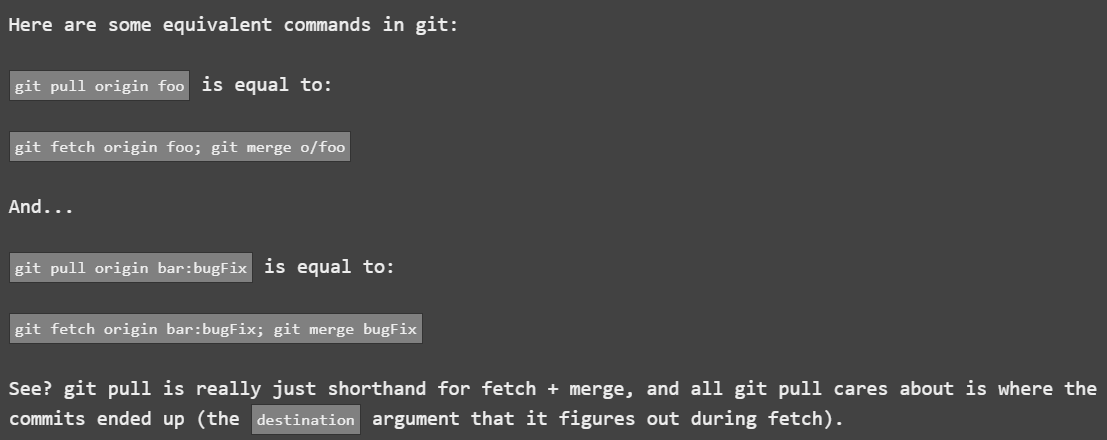 Here are some equivalent commands in git:
git pull origin foo is equal to:
git fetch origin foo; git merge o/foo
And...
git pull origin bar:bugFix is equal to:
git fetch origin bar:bugFix; git merge bugFix
See? git pull is really just shorthand for fetch + merge, and all git pull cares about is where the
commits ended up (the destination argument that it figures out during fetch).